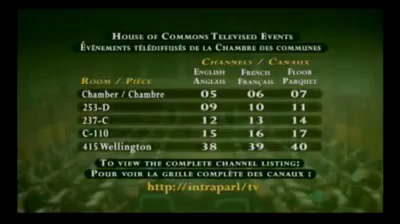 HOUSE OF COMMONS TELEVISED EVENTS
ÉVÉNEMENTS TÉLÉDIFFUSÉS DE LA CHAMBRE DES COMMUNES
CHANNELS / CANAUX
ROOM / PIÈCE ENGLISH ANGLAIS FRENCH FRANÇAIS FLOOR PARQUET
Chamber / Chambre 05 06 07
253-D 09 10 11
237-C 12 13 14
C-110 15 16 17
415 Wellington 38 39 40
TO VIEW THE COMPLETE CHANNEL LISTING:
POUR VOIR LA GRILLE COMPLÈTE DES CANAUX :
http://intraparl/tv